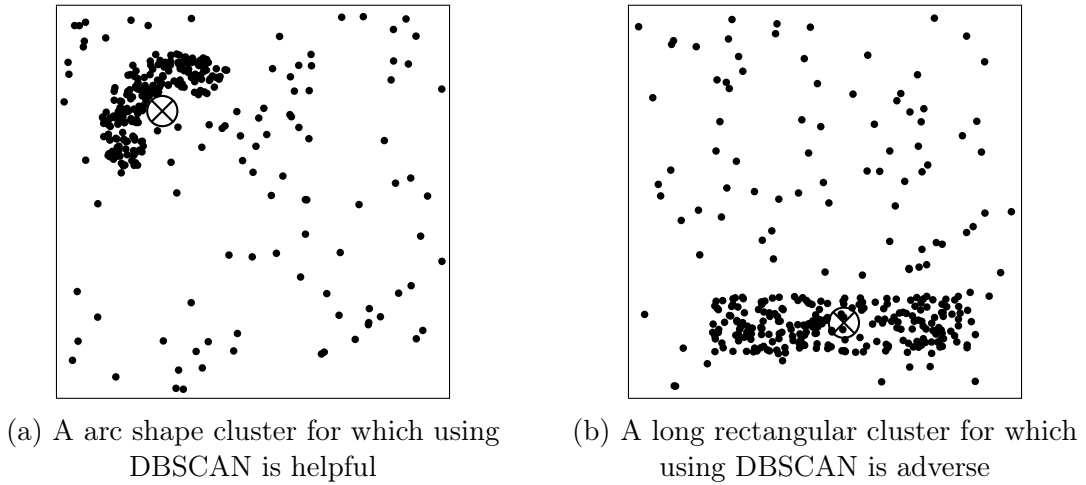 (a) A arc shape cluster for which using
DBSCAN is helpful
(b) A long rectangular cluster for which
using DBSCAN is adverse